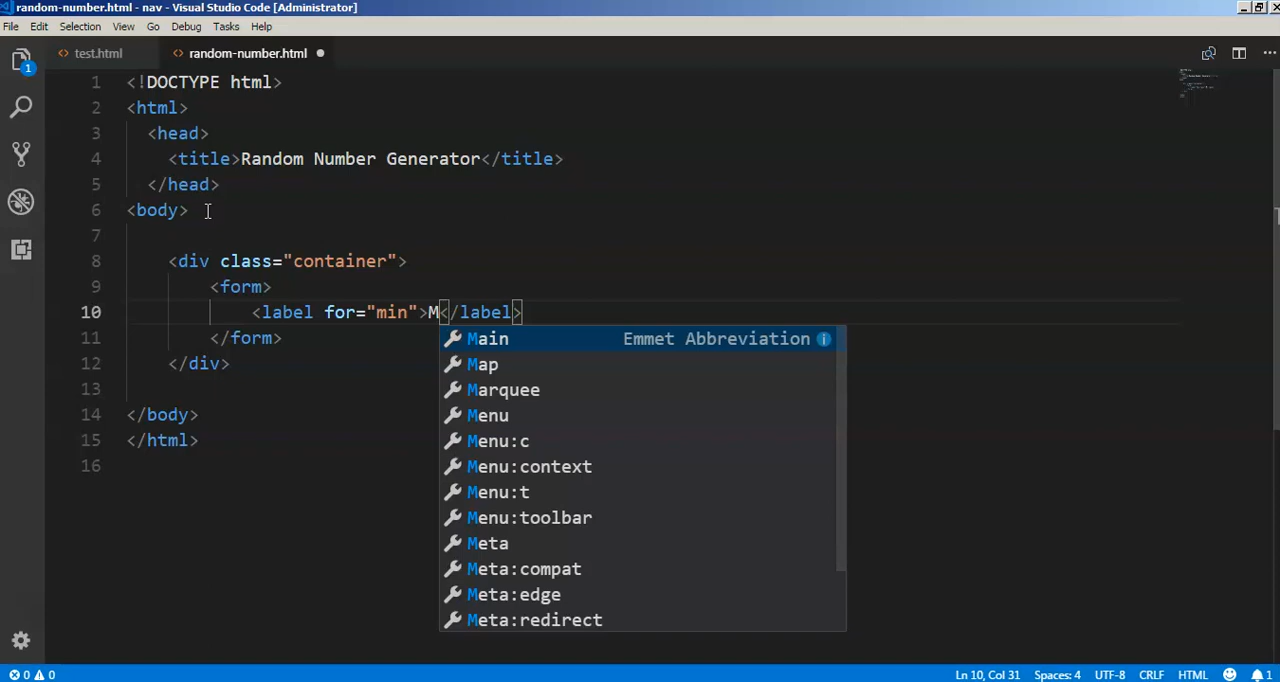 random-number.html - nav - Visual Studio Code [Administrator]
File Edit Selection View Go Debug Tasks Help
1
test.html
random-number.html
1 <!DOCTYPE html>
2 <html>
3 <head>
4 <title>Random Number Generator</title>
5 </head>
6 <body>
7
8 <div class="container">
9 <form>
10 <label for="min">M</label>
11 </form>
12 </div>
13
14 </body>
15 </html>
16
Main Emmet Abbreviation
Map
Marquee
Menu
Menu:c
Menu:context
Menu:t
Menu:toolbar
Meta
Meta:compat
Meta:edge
Meta:redirect
0 0 Ln 10, Col 31 Spaces: 4 UTF-8 CRLF HTML 1